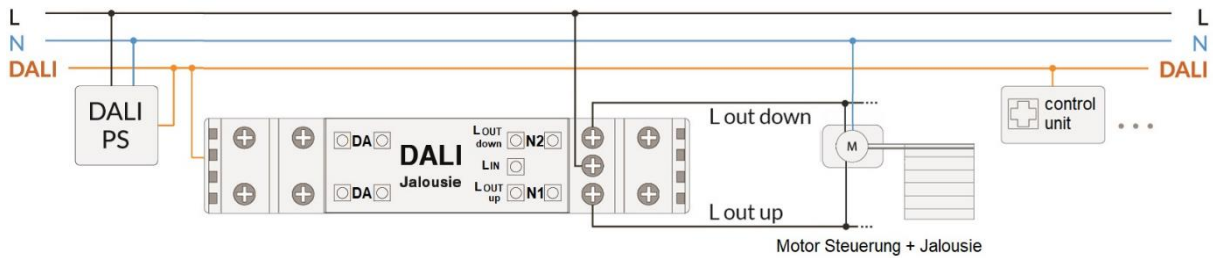 L
L
N
N
DALI
DALI
DALI
PS
DA
DA
DALI
Jalousie
L OUT
down
N2
L IN
L OUT
up
N1
L out down
L out up
M
control
unit
Motor Steuerung + Jalousie